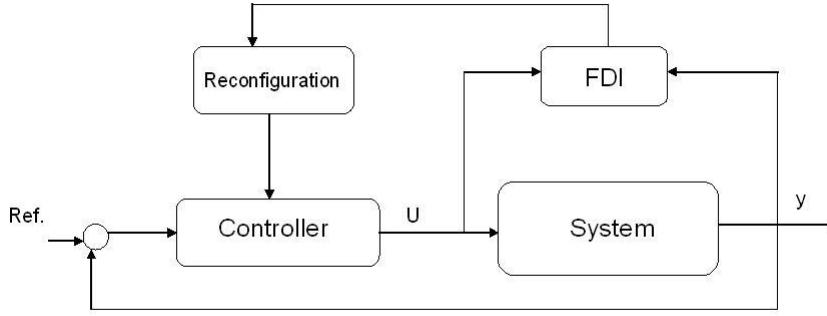 Reconfiguration
FDI
Ref.
Controller
U
System
y